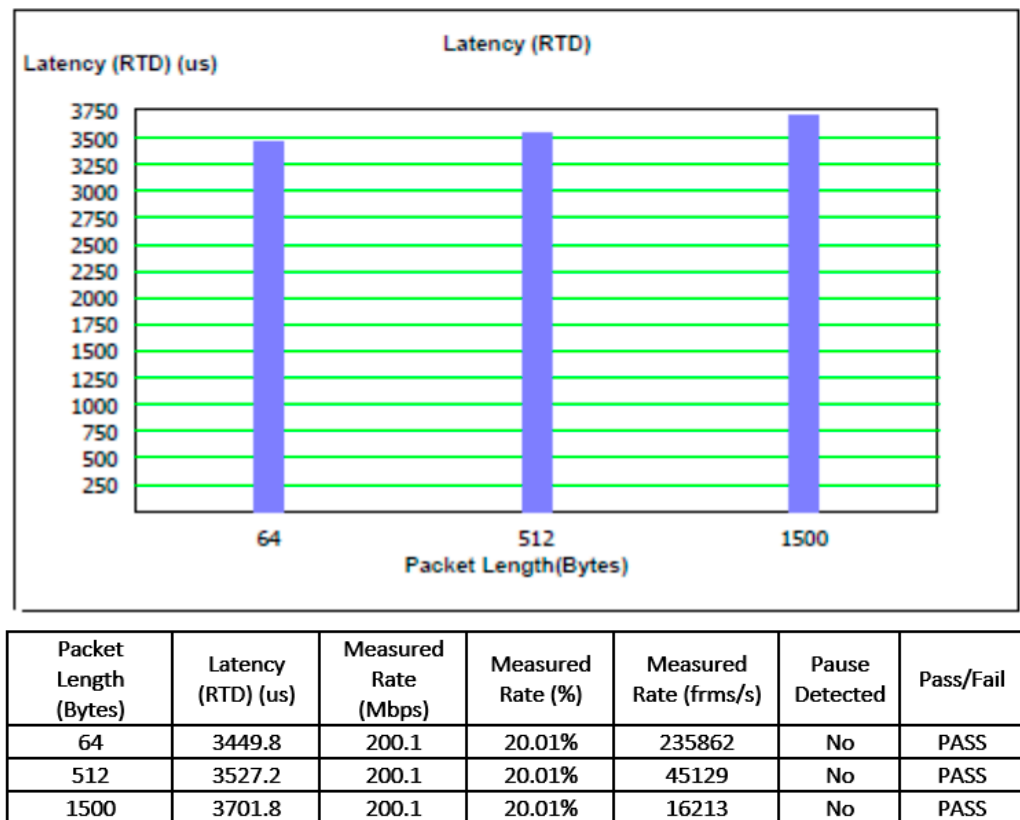 Latency (RTD)
Latency (RTD) (us)
3750
3500
3250
3000
2750
2500
2250
2000
1750
1500
1250
1000
750
500
250
64 512 1500
Packet Length(Bytes)
Packet Length (Bytes) Latency (RTD) (us) Measured Rate (Mbps) Measured Rate (%) Measured Rate (frms/s) Pause Detected Pass/Fail
64 3449.8 200.1 20.01% 235862 No PASS
512 3527.2 200.1 20.01% 45129 No PASS
1500 3701.8 200.1 20.01% 16213 No PASS